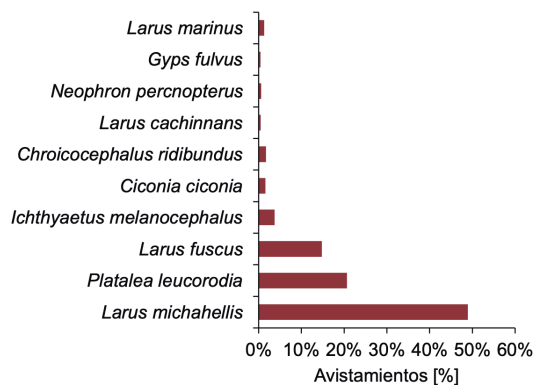 Larus marinus
Gyps fulvus
Neophron percnopterus
Larus cachinnans
Chroicocephalus ridibundus
Ciconia ciconia
Ichthyaetus melanocephalus
Larus fuscus
Platalea leucorodia
Larus michahellis
0% 10% 20% 30% 40% 50% 60%
Avistamientos [%]